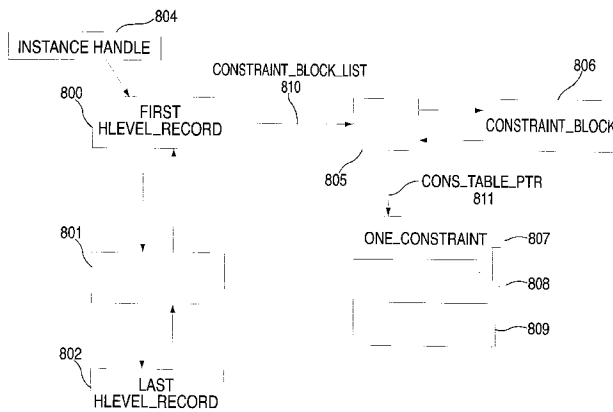 804
INSTANCE HANDLE
CONSTRAINT_BLOCK_LIST
810
806
800
FIRST
HLEVEL_RECORD
CONSTRAINT_BLOCK
805
CONS_TABLE_PTR
811
801
ONE_CONSTRAINT
807
808
809
802
LAST
HLEVEL_RECORD